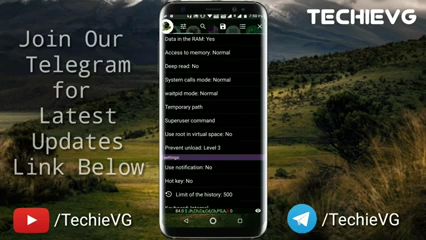 TECHIEVG
Join Our
Telegram
for
Latest
Updates
Link Below
Data in the RAM: Yes
Access to memory: Normal
Deep read: No
System calls mode: Normal
waitpid mode: Normal
Temporary path
Superuser command
Use root in virtual space: No
Prevent unload: Level 3
settings:
Use notification: No
Hot key: No
Limit of the history: 500
/TechieVG
/TechieVG